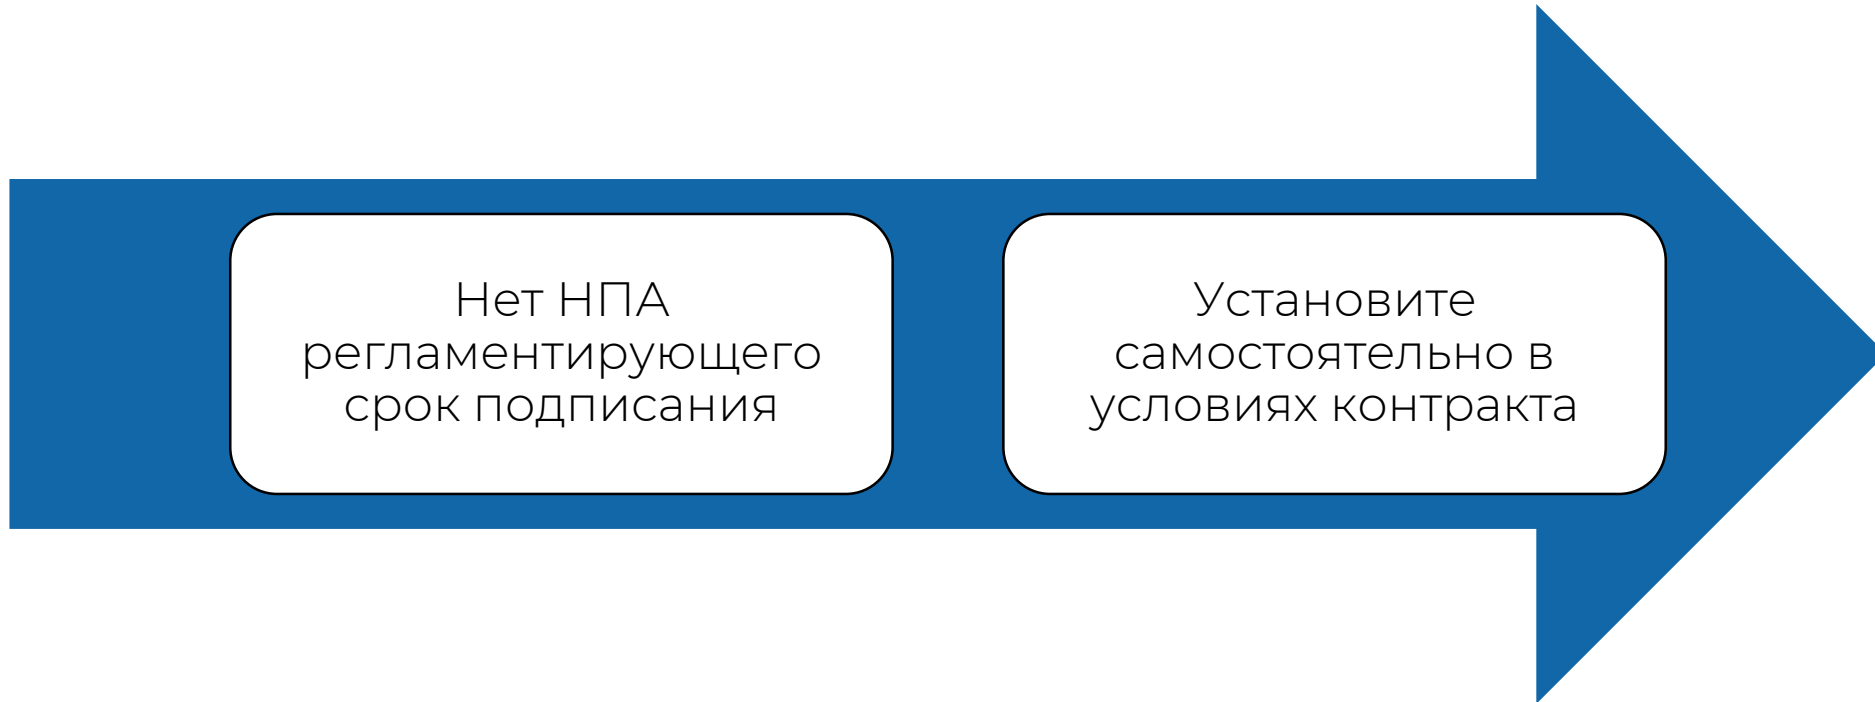 Нет НПА
регламентирующего
срок подписания
Установите
самостоятельно в
условиях контракта